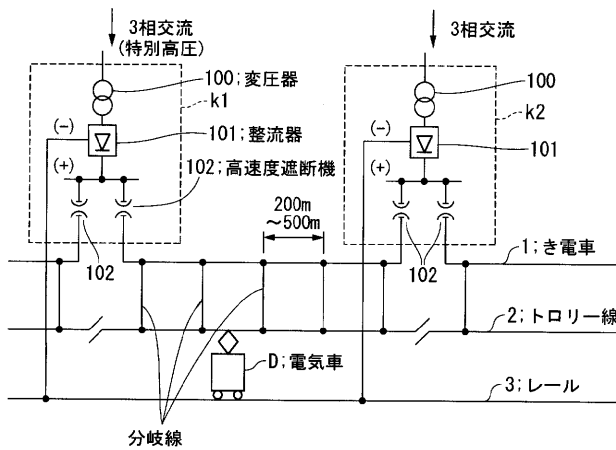 3相交流
(特別高圧)
3相交流
100;変圧器
k1
(-)
101;整流器
(+)
102;高速度遮断機
102
100
k2
(-)
101
(+)
102
200m
~500m
1;き電車
2;トロリー線
D;電気車
3;レール
分岐線